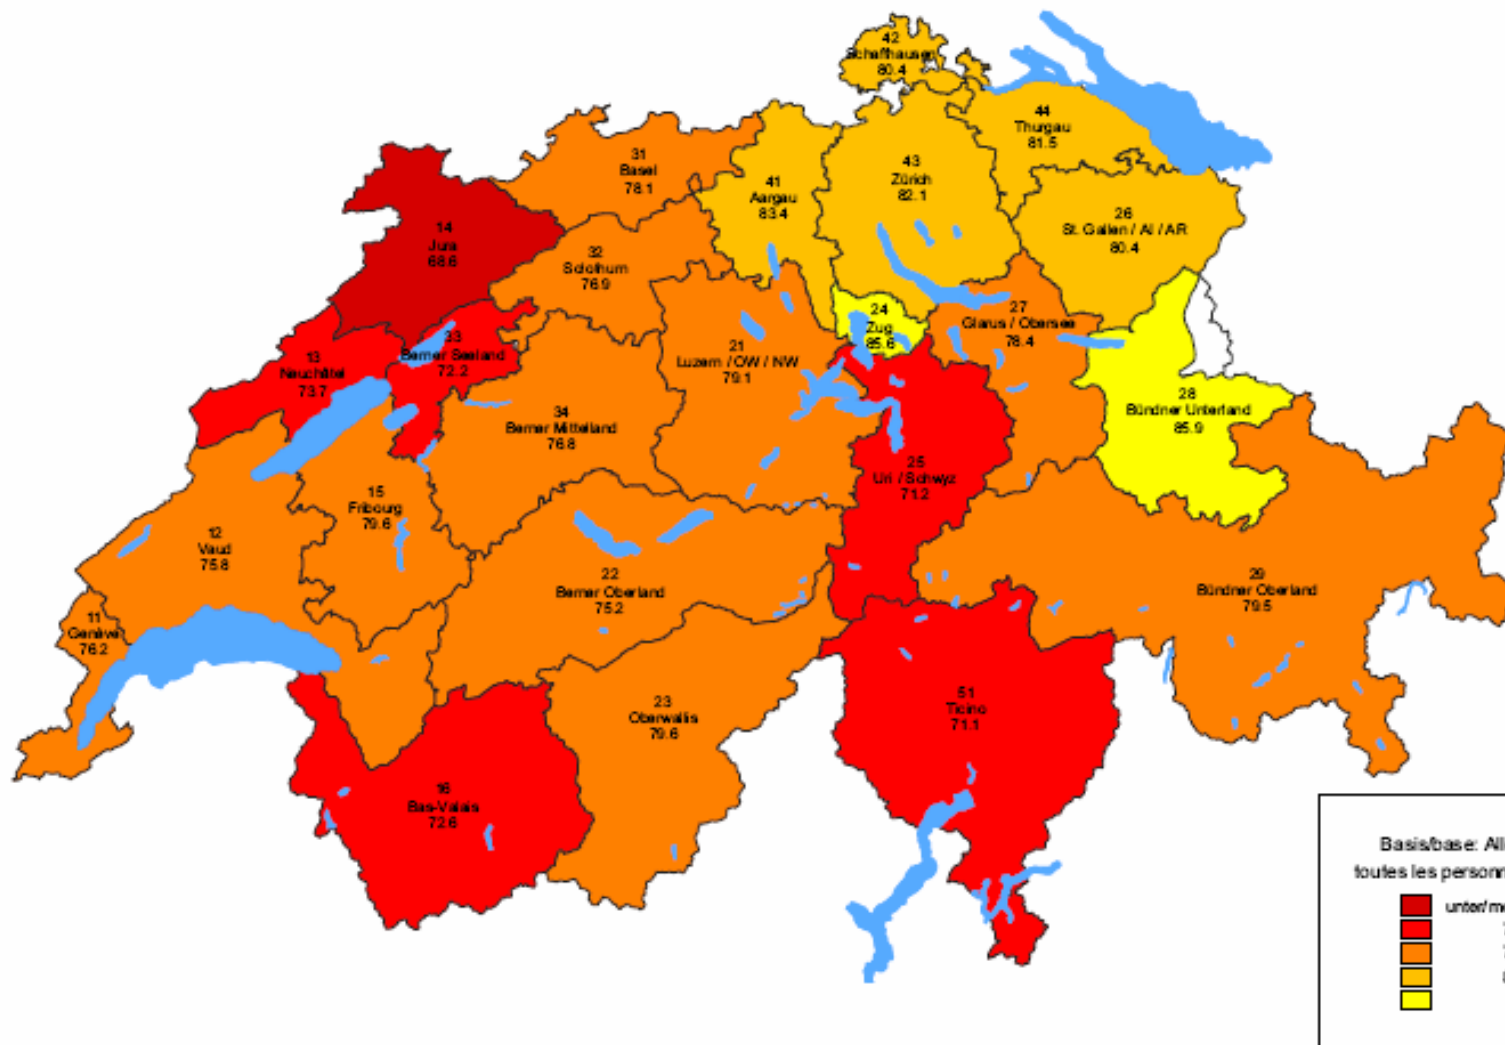 42
Schaffhausen
80.4
44
Thurgau
81.5
31
Basel
78.1
43
Zürich
82.1
41
Aargau
83.4
26
St. Gallen / AI / AR
80.4
14
Jura
68.6
32
Solothurn
76.9
24
Zug
85.6
27
Glarus / Obersee
78.4
33
Berner Seeland
72.2
13
Neuchâtel
73.7
21
Luzern / OW / NW
79.1
28
Bündner Unterland
85.9
34
Berner Mittelland
76.8
25
Uri / Schwyz
71.2
15
Fribourg
79.6
12
Vaud
75.8
22
Berner Oberland
75.2
29
Bündner Oberland
79.5
11
Genève
76.2
23
Oberwallis
79.6
51
Ticino
71.1
16
Bas-Valais
72.6
Basis/base: All
toutes les personn
unter/mo
7
7
8